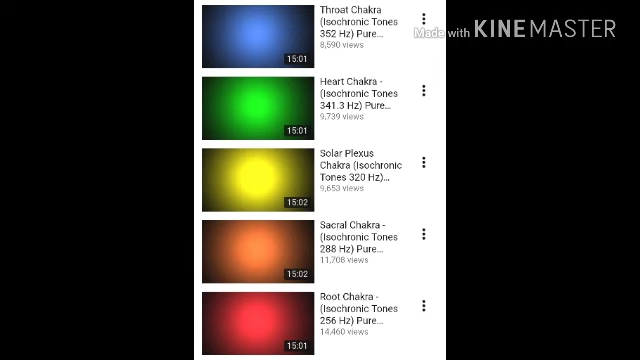 Throat Chakra
(Isochronic Tones
352 Hz) Pure...
8,590 views
15:01
Made with KINEMASTER
Heart Chakra -
(Isochronic Tones
341.3 Hz) Pure...
9,739 views
15:01
Solar Plexus
Chakra (Isochronic
Tones 320 Hz)...
9,653 views
15:02
Sacral Chakra -
(Isochronic Tones
288 Hz) Pure...
11,708 views
15:02
Root Chakra -
(Isochronic Tones
256 Hz) Pure...
14,460 views
15:01